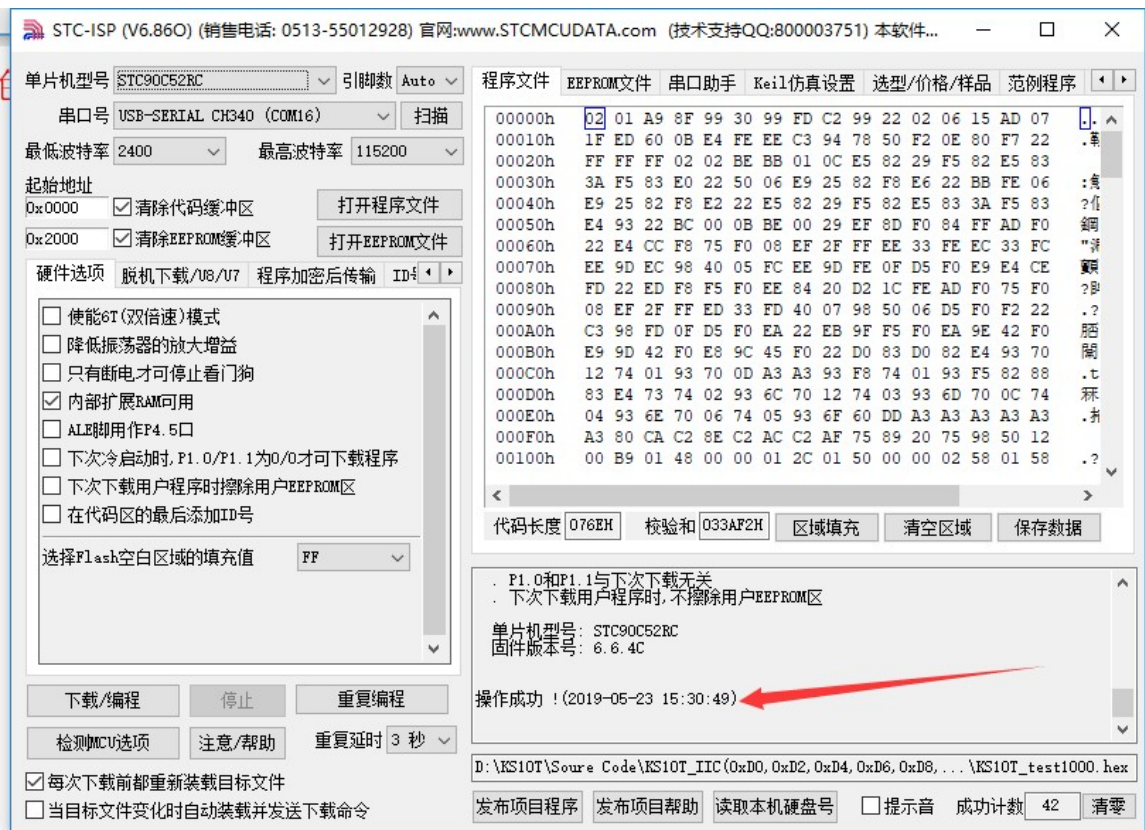 STC-ISP (V6.86O) (销售电话: 0513-55012928) 官网:www.STCMCUDATA.com (技术支持QQ:800003751) 本软件...
单片机型号 STC90C52RC 引脚数 Auto
串口号 USB-SERIAL CH340 (COM16) 扫描
最低波特率 2400 最高波特率 115200
起始地址
0x0000 清除代码缓冲区 打开程序文件
0x2000 清除EEPROM缓冲区 打开EEPROM文件
硬件选项 脱机下载/U8/U7 程序加密后传输 ID号
使能6T(双倍速)模式
降低振荡器的放大增益
只有断电才可停止看门狗
内部扩展RAM可用
ALE脚用作P4.5口
下次冷启动时,P1.0/P1.1为0/0才可下载程序
下次下载用户程序时擦除用户EEPROM区
在代码区的最后添加ID号
选择Flash空白区域的填充值 FF
下载/编程 停止 重复编程
检测MCU选项 注意/帮助 重复延时 3 秒
每次下载前都重新装载目标文件
当目标文件变化时自动装载并发送下载命令
程序文件 EEPROM文件 串口助手 Keil仿真设置 选型/价格/样品 范例程序
00000h 02 01 A9 8F 99 30 99 FD C2 99 22 02 06 15 AD 07
00010h 1F ED 60 0B E4 FE EE C3 94 78 50 F2 0E 80 F7 22
00020h FF FF FF 02 02 BE BB 01 0C E5 82 29 F5 82 E5 83
00030h 3A F5 83 E0 22 50 06 E9 25 82 F8 E6 22 BB FE 06
00040h E9 25 82 F8 E2 22 E5 82 29 F5 82 E5 83 3A F5 83
00050h E4 93 22 BC 00 0B BE 00 29 EF 8D F0 84 FF AD F0
00060h 22 E4 CC F8 75 F0 08 EF 2F FF EE 33 FE EC 33 FC
00070h EE 9D EC 98 40 05 FC EE 9D FE 0F D5 F0 E9 E4 CE
00080h FD 22 ED F8 F5 F0 EE 84 20 D2 1C FE AD F0 75 F0
00090h 08 EF 2F FF ED 33 FD 40 07 98 50 06 D5 F0 F2 22
000A0h C3 98 FD 0F D5 F0 EA 22 EB 9F F5 F0 EA 9E 42 F0
000B0h E9 9D 42 F0 E8 9C 45 F0 22 D0 83 D0 82 E4 93 70
000C0h 12 74 01 93 70 0D A3 A3 93 F8 74 01 93 F5 82 88
000D0h 83 E4 73 74 02 93 6C 70 12 74 03 93 6D 70 0C 74
000E0h 04 93 6E 70 06 74 05 93 6F 60 DD A3 A3 A3 A3 A3
000F0h A3 80 CA C2 8E C2 AC C2 AF 75 89 20 75 98 50 12
00100h 00 B9 01 48 00 00 01 2C 01 50 00 00 02 58 01 58
代码长度 076EH 校验和 033AF2H 区域填充 清空区域 保存数据
. P1.0和P1.1与下次下载无关
. 下次下载用户程序时,不擦除用户EEPROM区
单片机型号: STC90C52RC
固件版本号: 6.6.4C
操作成功 !(2019-05-23 15:30:49)
D:\KS10T\Soure Code\KS10T_IIC(0xD0,0xD2,0xD4,0xD6,0xD8,...\KS10T_test1000.hex
发布项目程序 发布项目帮助 读取本机硬盘号 提示音 成功计数 42 清零